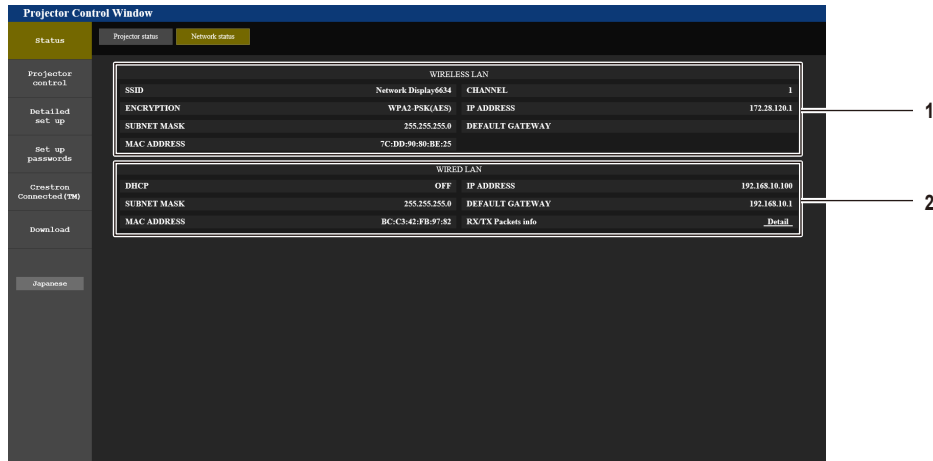 Projector Control Window
Status
Projector status Network status
Projector
control
Detailed
set up
Set up
passwords
Crestron
Connected(TM)
Download
Japanese
WIRELESS LAN
SSID Network Display6634 CHANNEL 1
ENCRYPTION WPA2-PSK(AES) IP ADDRESS 172.28.120.1
SUBNET MASK 255.255.255.0 DEFAULT GATEWAY
MAC ADDRESS 7C:DD:90:80:BE:25
1
WIRED LAN
DHCP OFF IP ADDRESS 192.168.10.100
SUBNET MASK 255.255.255.0 DEFAULT GATEWAY 192.168.10.1
MAC ADDRESS BC:C3:42:FB:97:82 RX/TX Packets info Detail
2